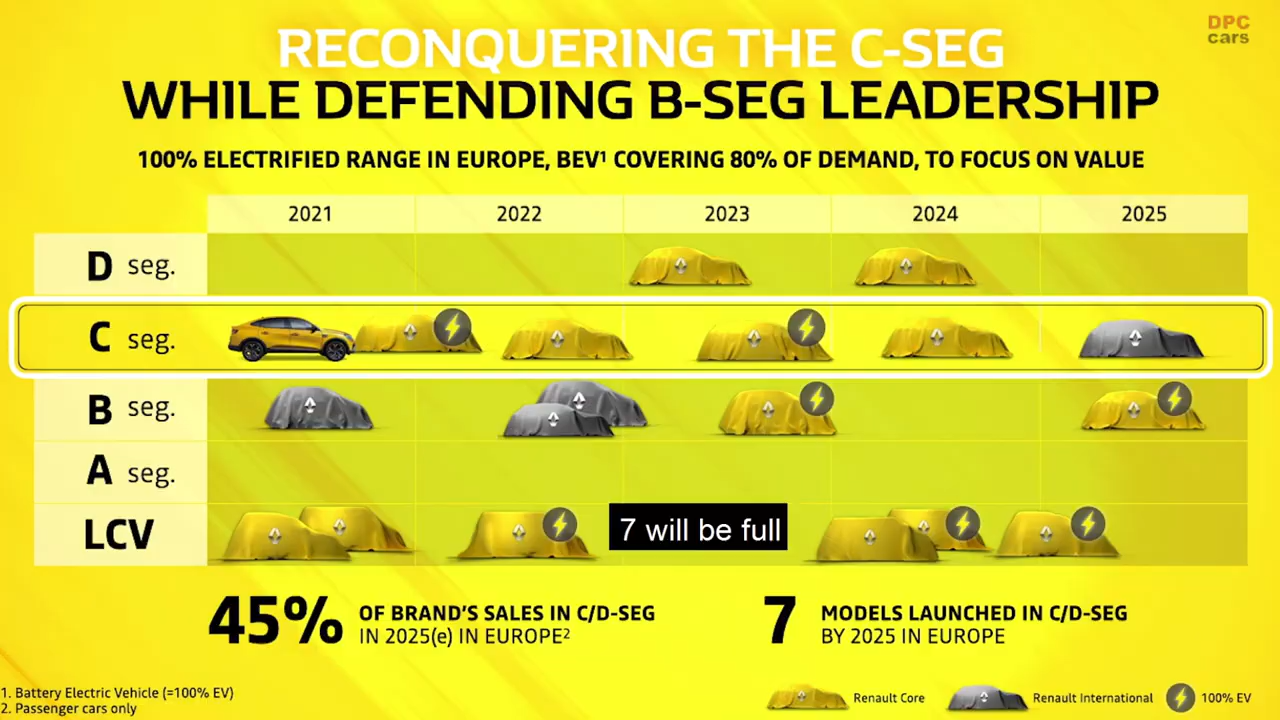 DPC
cars
RECONQUERING THE C-SEG
WHILE DEFENDING B-SEG LEADERSHIP
100% ELECTRIFIED RANGE IN EUROPE, BEV¹ COVERING 80% OF DEMAND, TO FOCUS ON VALUE
2021 2022 2023 2024 2025
D seg.
C seg.
B seg.
A seg.
LCV
7 will be full
45% OF BRAND'S SALES IN C/D-SEG
IN 2025(e) IN EUROPE²
7 MODELS LAUNCHED IN C/D-SEG
BY 2025 IN EUROPE
1. Battery Electric Vehicle (=100% EV)
2. Passenger cars only
Renault Core Renault International 100% EV